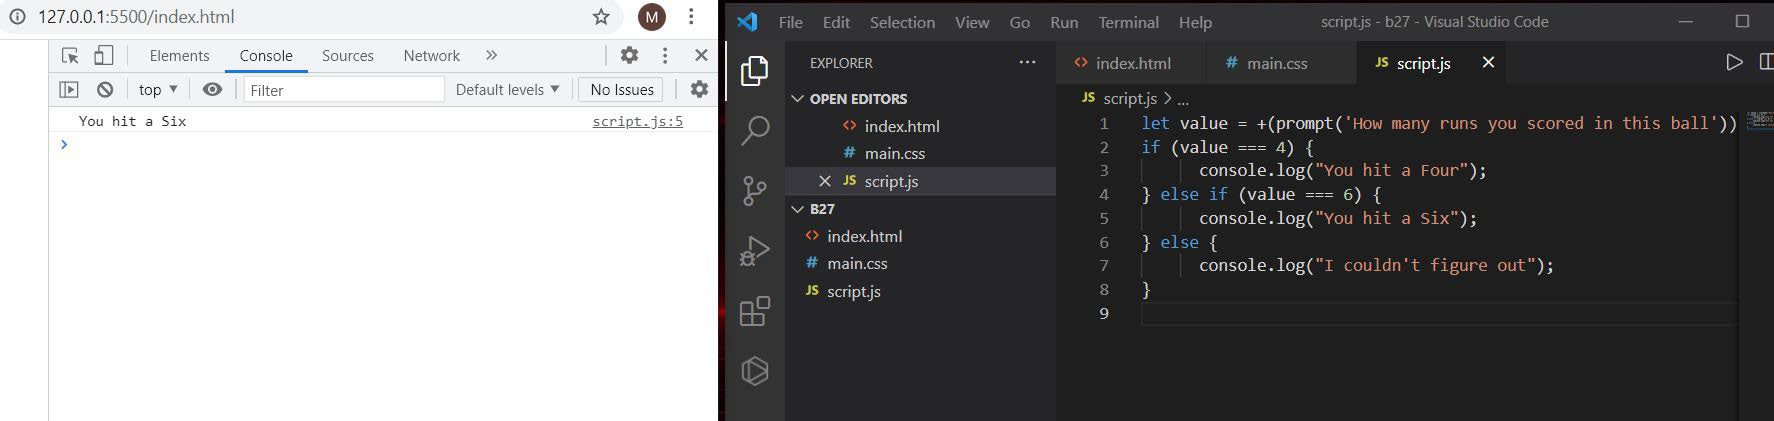 127.0.0.1:5500/index.html
M
Elements Console Sources Network »
top Filter Default levels No Issues
You hit a Six script.js:5
File Edit Selection View Go Run Terminal Help script.js - b27 - Visual Studio Code
EXPLORER
OPEN EDITORS
<> index.html
# main.css
JS script.js
B27
<> index.html
# main.css
JS script.js
<> index.html # main.css JS script.js
JS script.js > ...
1 let value = +(prompt('How many runs you scored in this ball'))
2 if (value === 4) {
3 console.log("You hit a Four");
4 } else if (value === 6) {
5 console.log("You hit a Six");
6 } else {
7 console.log("I couldn't figure out");
8 }
9